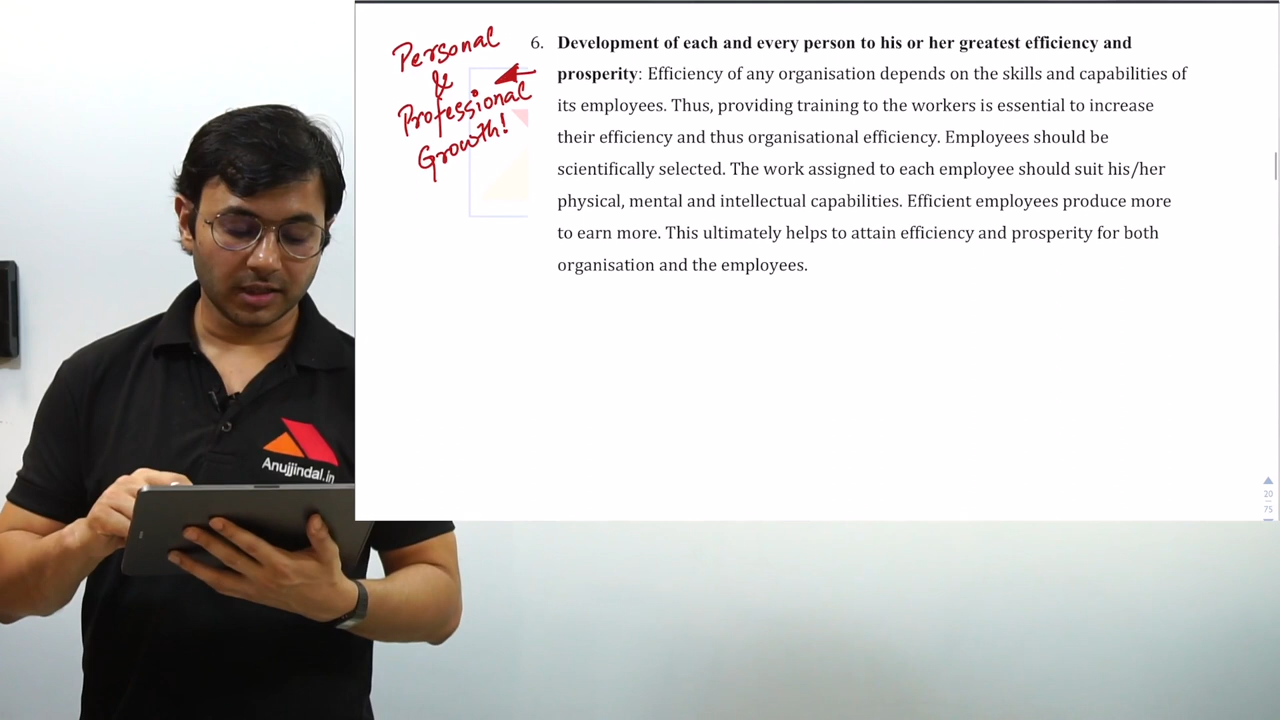 Personal
&
Professional
Growth!
6. Development of each and every person to his or her greatest efficiency and
prosperity: Efficiency of any organisation depends on the skills and capabilities of
its employees. Thus, providing training to the workers is essential to increase
their efficiency and thus organisational efficiency. Employees should be
scientifically selected. The work assigned to each employee should suit his/her
physical, mental and intellectual capabilities. Efficient employees produce more
to earn more. This ultimately helps to attain efficiency and prosperity for both
organisation and the employees.
Anujjindal.in
20
75